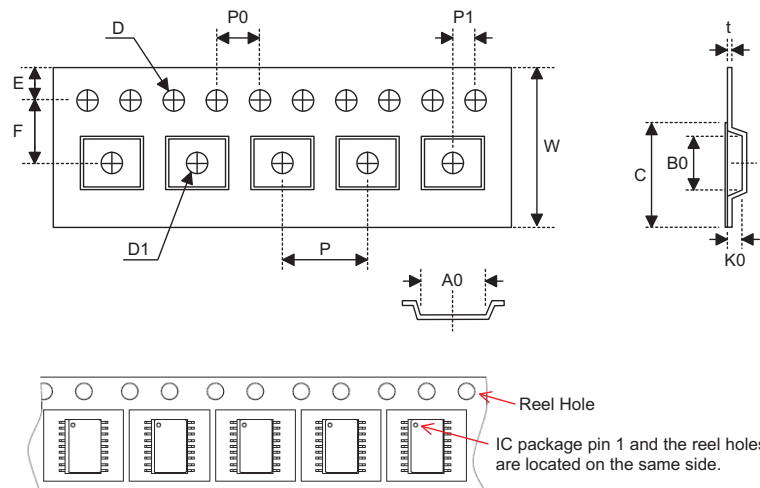 P0
P1
D
t
E
F
W
B0
C
D1
P
K0
A0
Reel Hole
IC package pin 1 and the reel holes
are located on the same side.